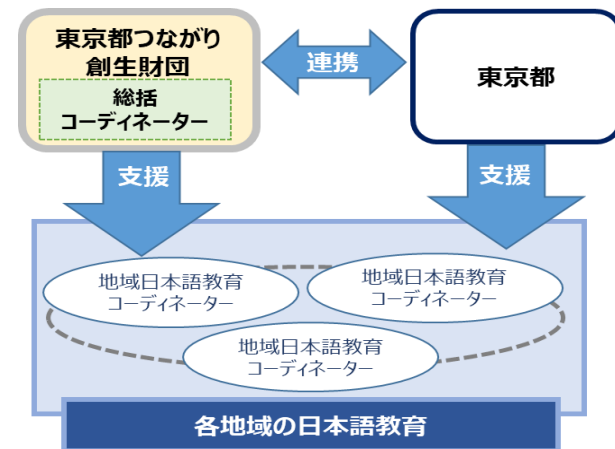 東京都つながり
創生財団
総括
コーディネーター
連携
東京都
支援
支援
地域日本語教育
コーディネーター
地域日本語教育
コーディネーター
地域日本語教育
コーディネーター
各地域の日本語教育